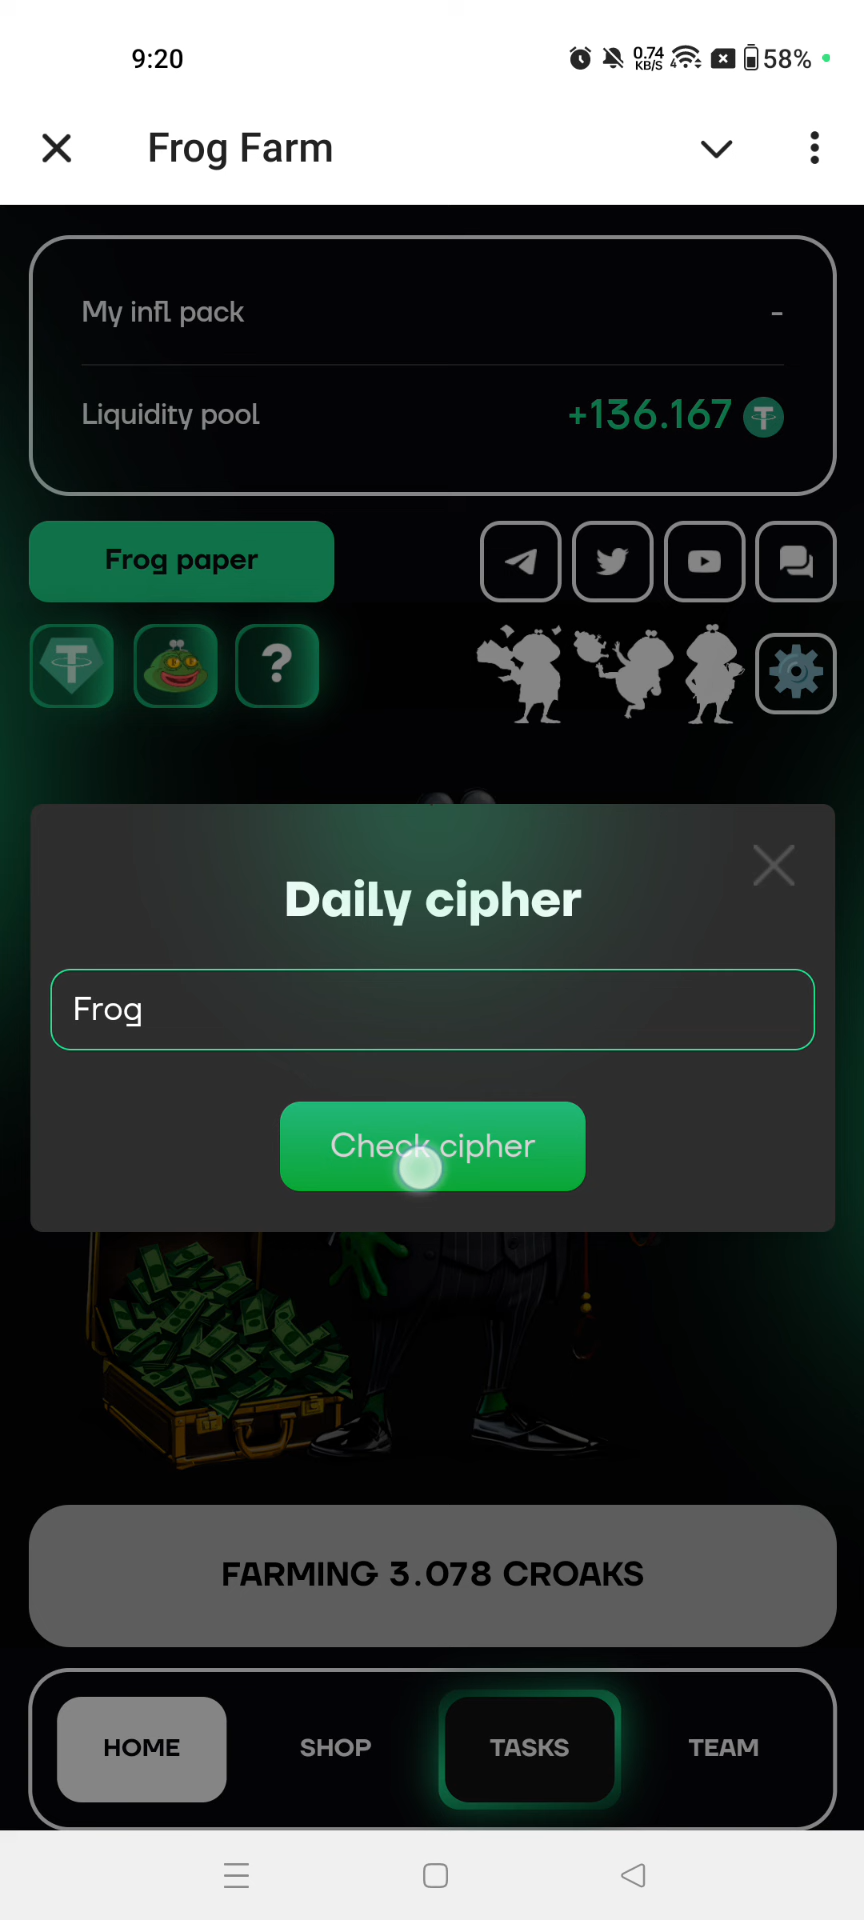 9:20
0.74 KB/S
4
58%
Frog Farm
My infl pack
-
Liquidity pool
+136.167
Frog paper
?
Daily cipher
Frog
Check cipher
FARMING 3.078 CROAKS
HOME
SHOP
TASKS
TEAM